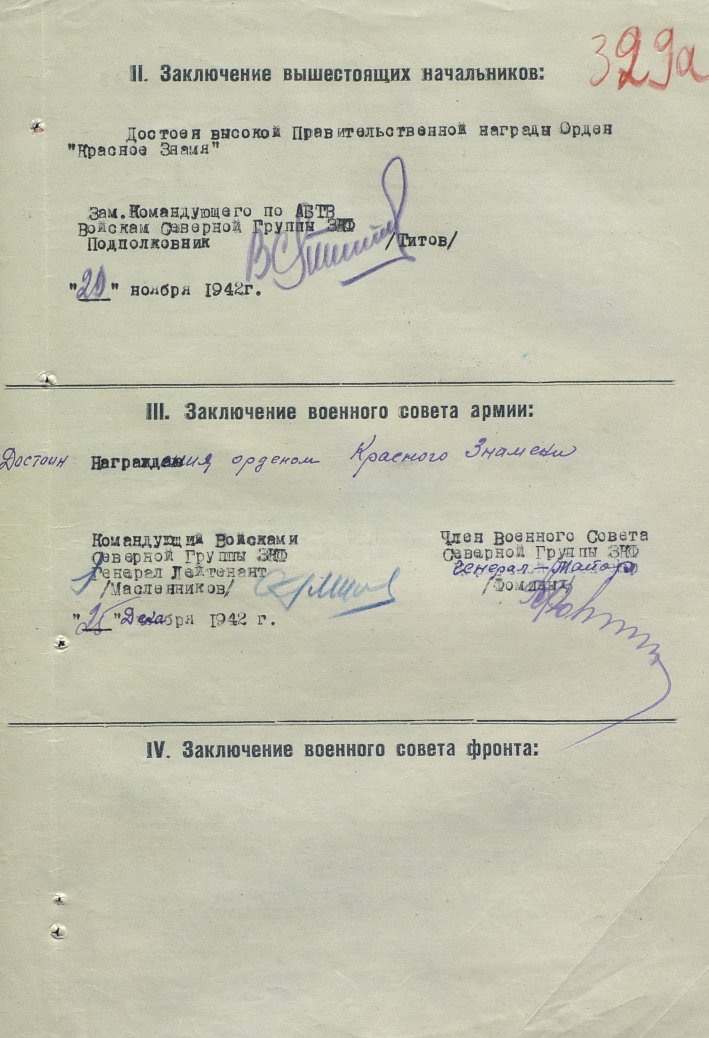 329а
II. Заключение вышестоящих начальников:
Достоен высокой Правительственной награды Орден
"Красное Знамя"
Зам.Командующего по АБТВ
Войскам Северной Группы ЗКФ
Подполковник /Титов/
"20" ноября 1942г.
III. Заключение военного совета армии:
Достоин Награждения орденом Красного Знамени
Командующий Войсками
Северной Группы ЗКФ
Генерал Лейтенант
/Масленников/
Член Военного Совета
Северной Группы ЗКФ
Генерал-Майор
/Фоминых/
"25" Декабря 1942 г.
IV. Заключение военного совета фронта: